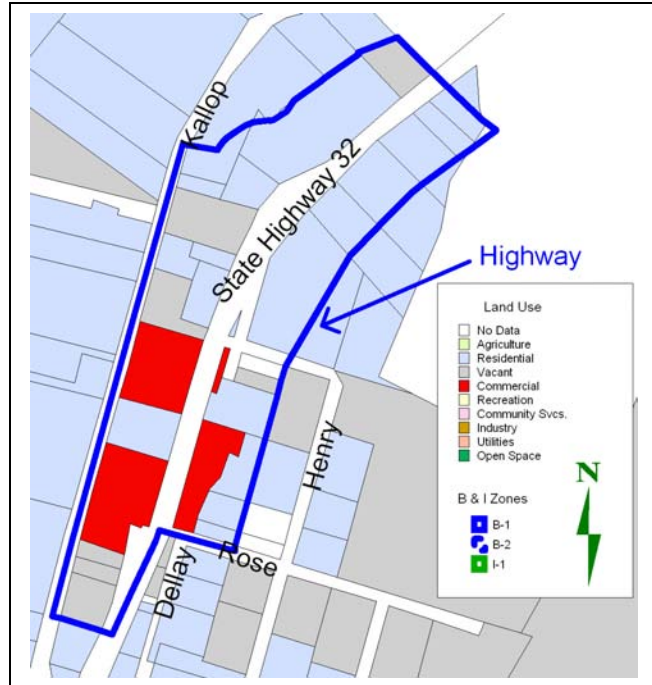 Kallop
State Highway 32
Highway
Henry
Rose
Dellay
Land Use
No Data
Agriculture
Residential
Vacant
Commercial
Recreation
Community Svcs.
Industry
Utilities
Open Space
B & I Zones
B-1
B-2
I-1
N